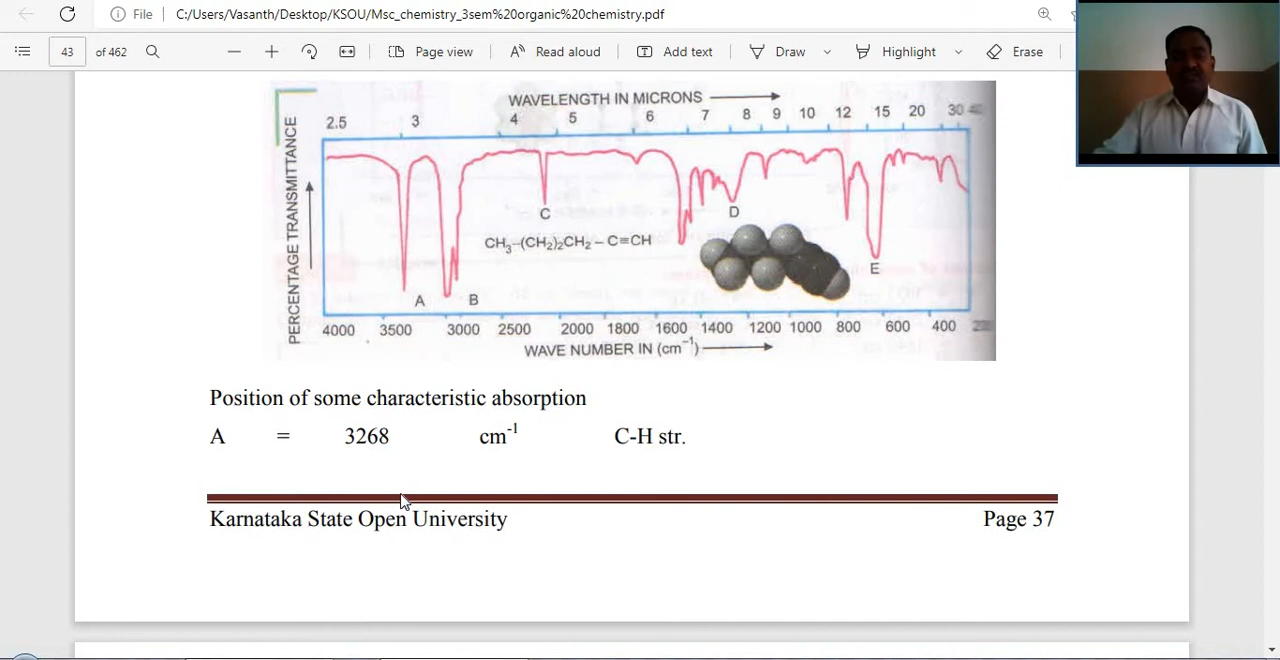 File C:/Users/Vasanth/Desktop/KSOU/Msc_chemistry_3sem%20organic%20chemistry.pdf
43 of 462 Page view Read aloud Add text Draw Highlight Erase
WAVELENGTH IN MICRONS
2.5 3 4 5 6 7 8 9 10 12 15 20 30 40
PERCENTAGE TRANSMITTANCE
C
D
CH3-(CH2)2CH2-C≡CH
E
A B
4000 3500 3000 2500 2000 1800 1600 1400 1200 1000 800 600 400 200
WAVE NUMBER IN (cm⁻¹)
Position of some characteristic absorption
A = 3268 cm⁻¹ C-H str.
Karnataka State Open University Page 37